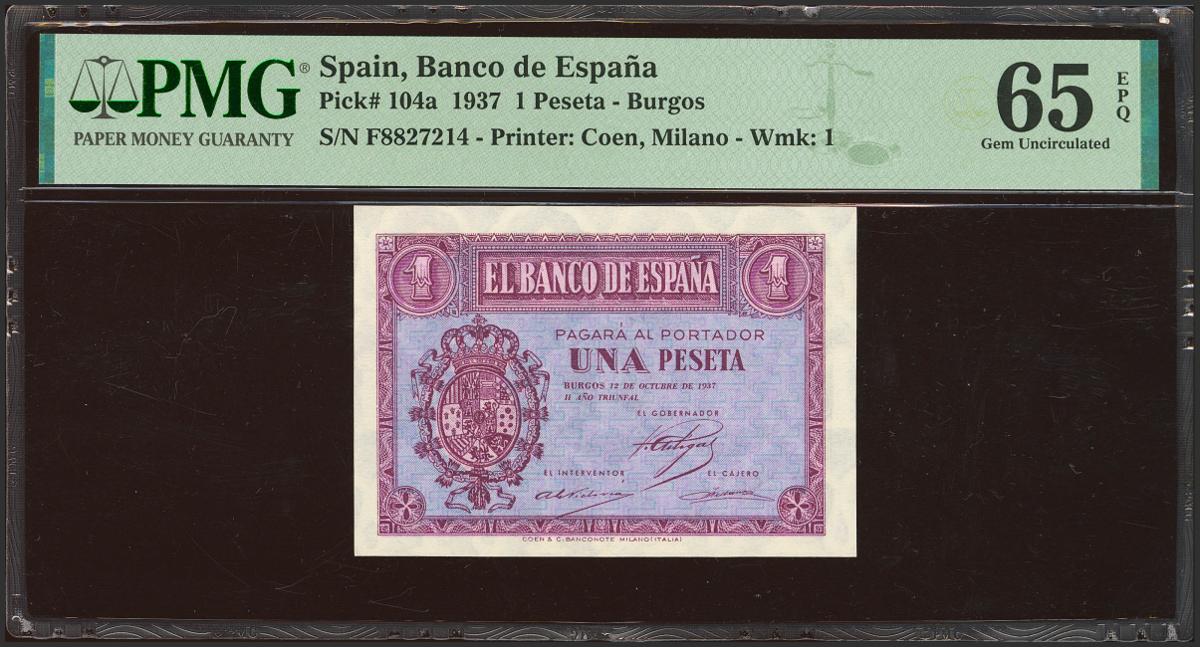 PMG® Spain, Banco de España
Pick# 104a 1937 1 Peseta - Burgos
PAPER MONEY GUARANTY S/N F8827214 - Printer: Coen, Milano - Wmk: 1
65 EPQ
Gem Uncirculated
1 EL BANCO DE ESPAÑA 1
PAGARÁ AL PORTADOR
UNA PESETA
BURGOS 12 DE OCTUBRE DE 1937
II AÑO TRIUNFAL
EL GOBERNADOR
EL INTERVENTOR EL CAJERO
COEN & C. BANCONOTE MILANO (ITALIA)
PMG